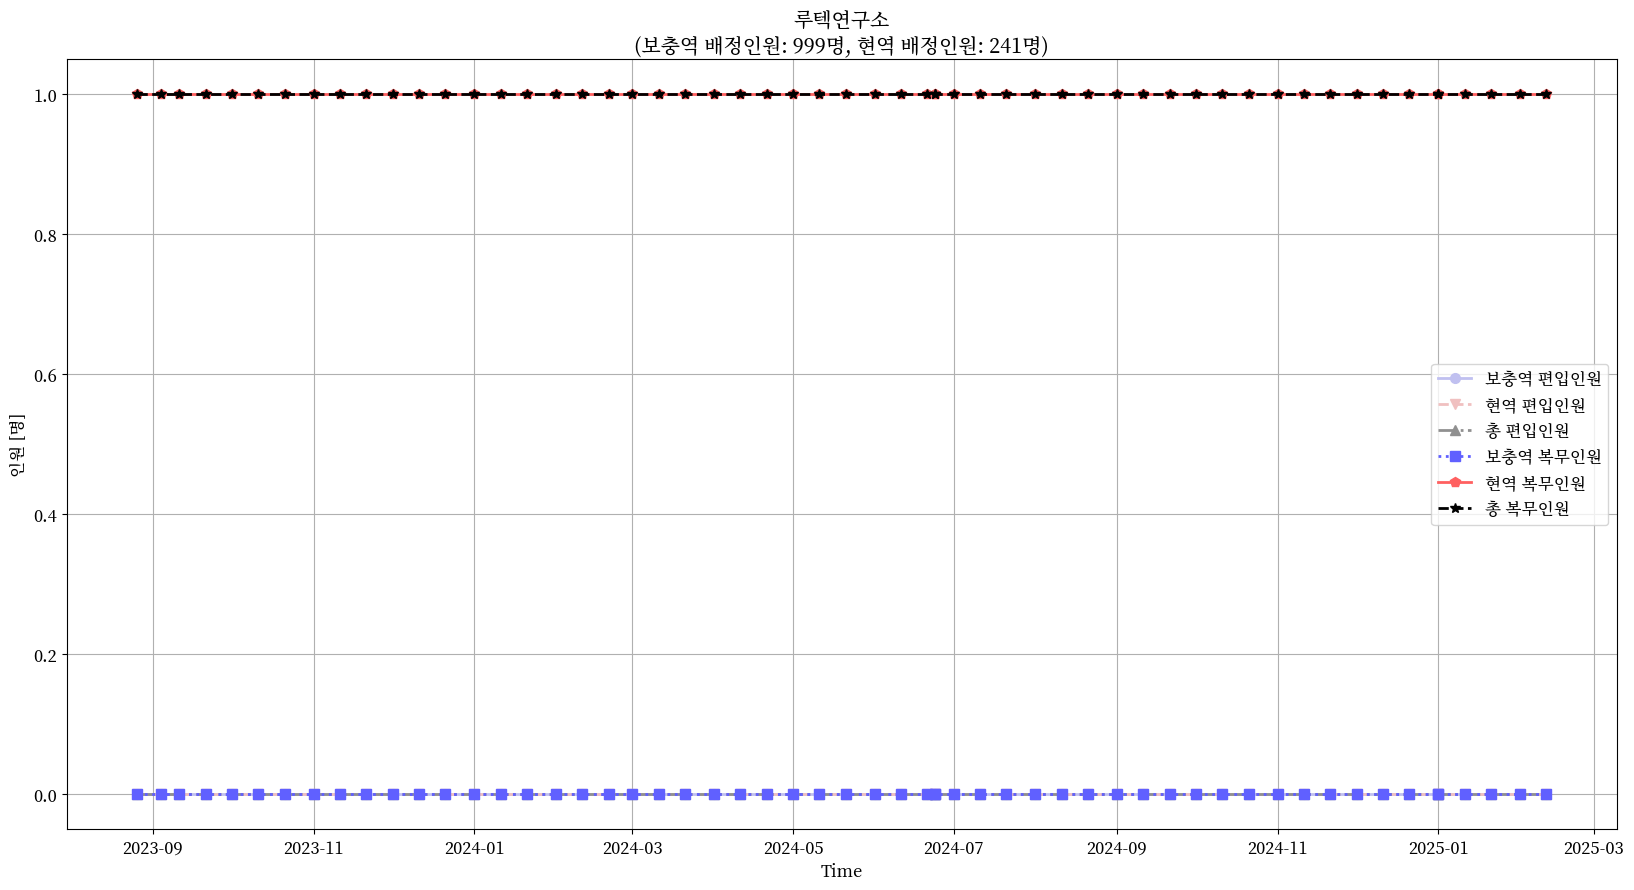 루텍연구소
(보충역 배정인원: 999명, 현역 배정인원: 241명)
1.0
0.8
0.6
0.4
0.2
0.0
인원 [명]
보충역 편입인원
현역 편입인원
총 편입인원
보충역 복무인원
현역 복무인원
총 복무인원
2023-09 2023-11 2024-01 2024-03 2024-05 2024-07 2024-09 2024-11 2025-01 2025-03
Time